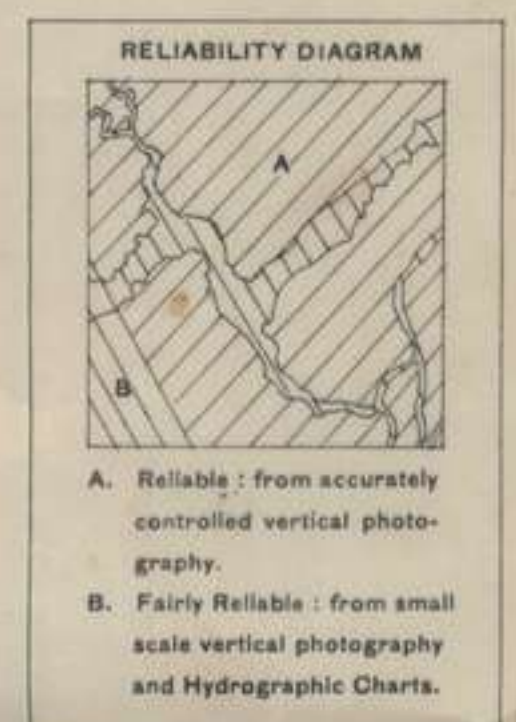 RELIABILITY DIAGRAM
A
B
A. Reliable : from accurately
controlled vertical photo-
graphy.
B. Fairly Reliable : from small
scale vertical photography
and Hydrographic Charts.